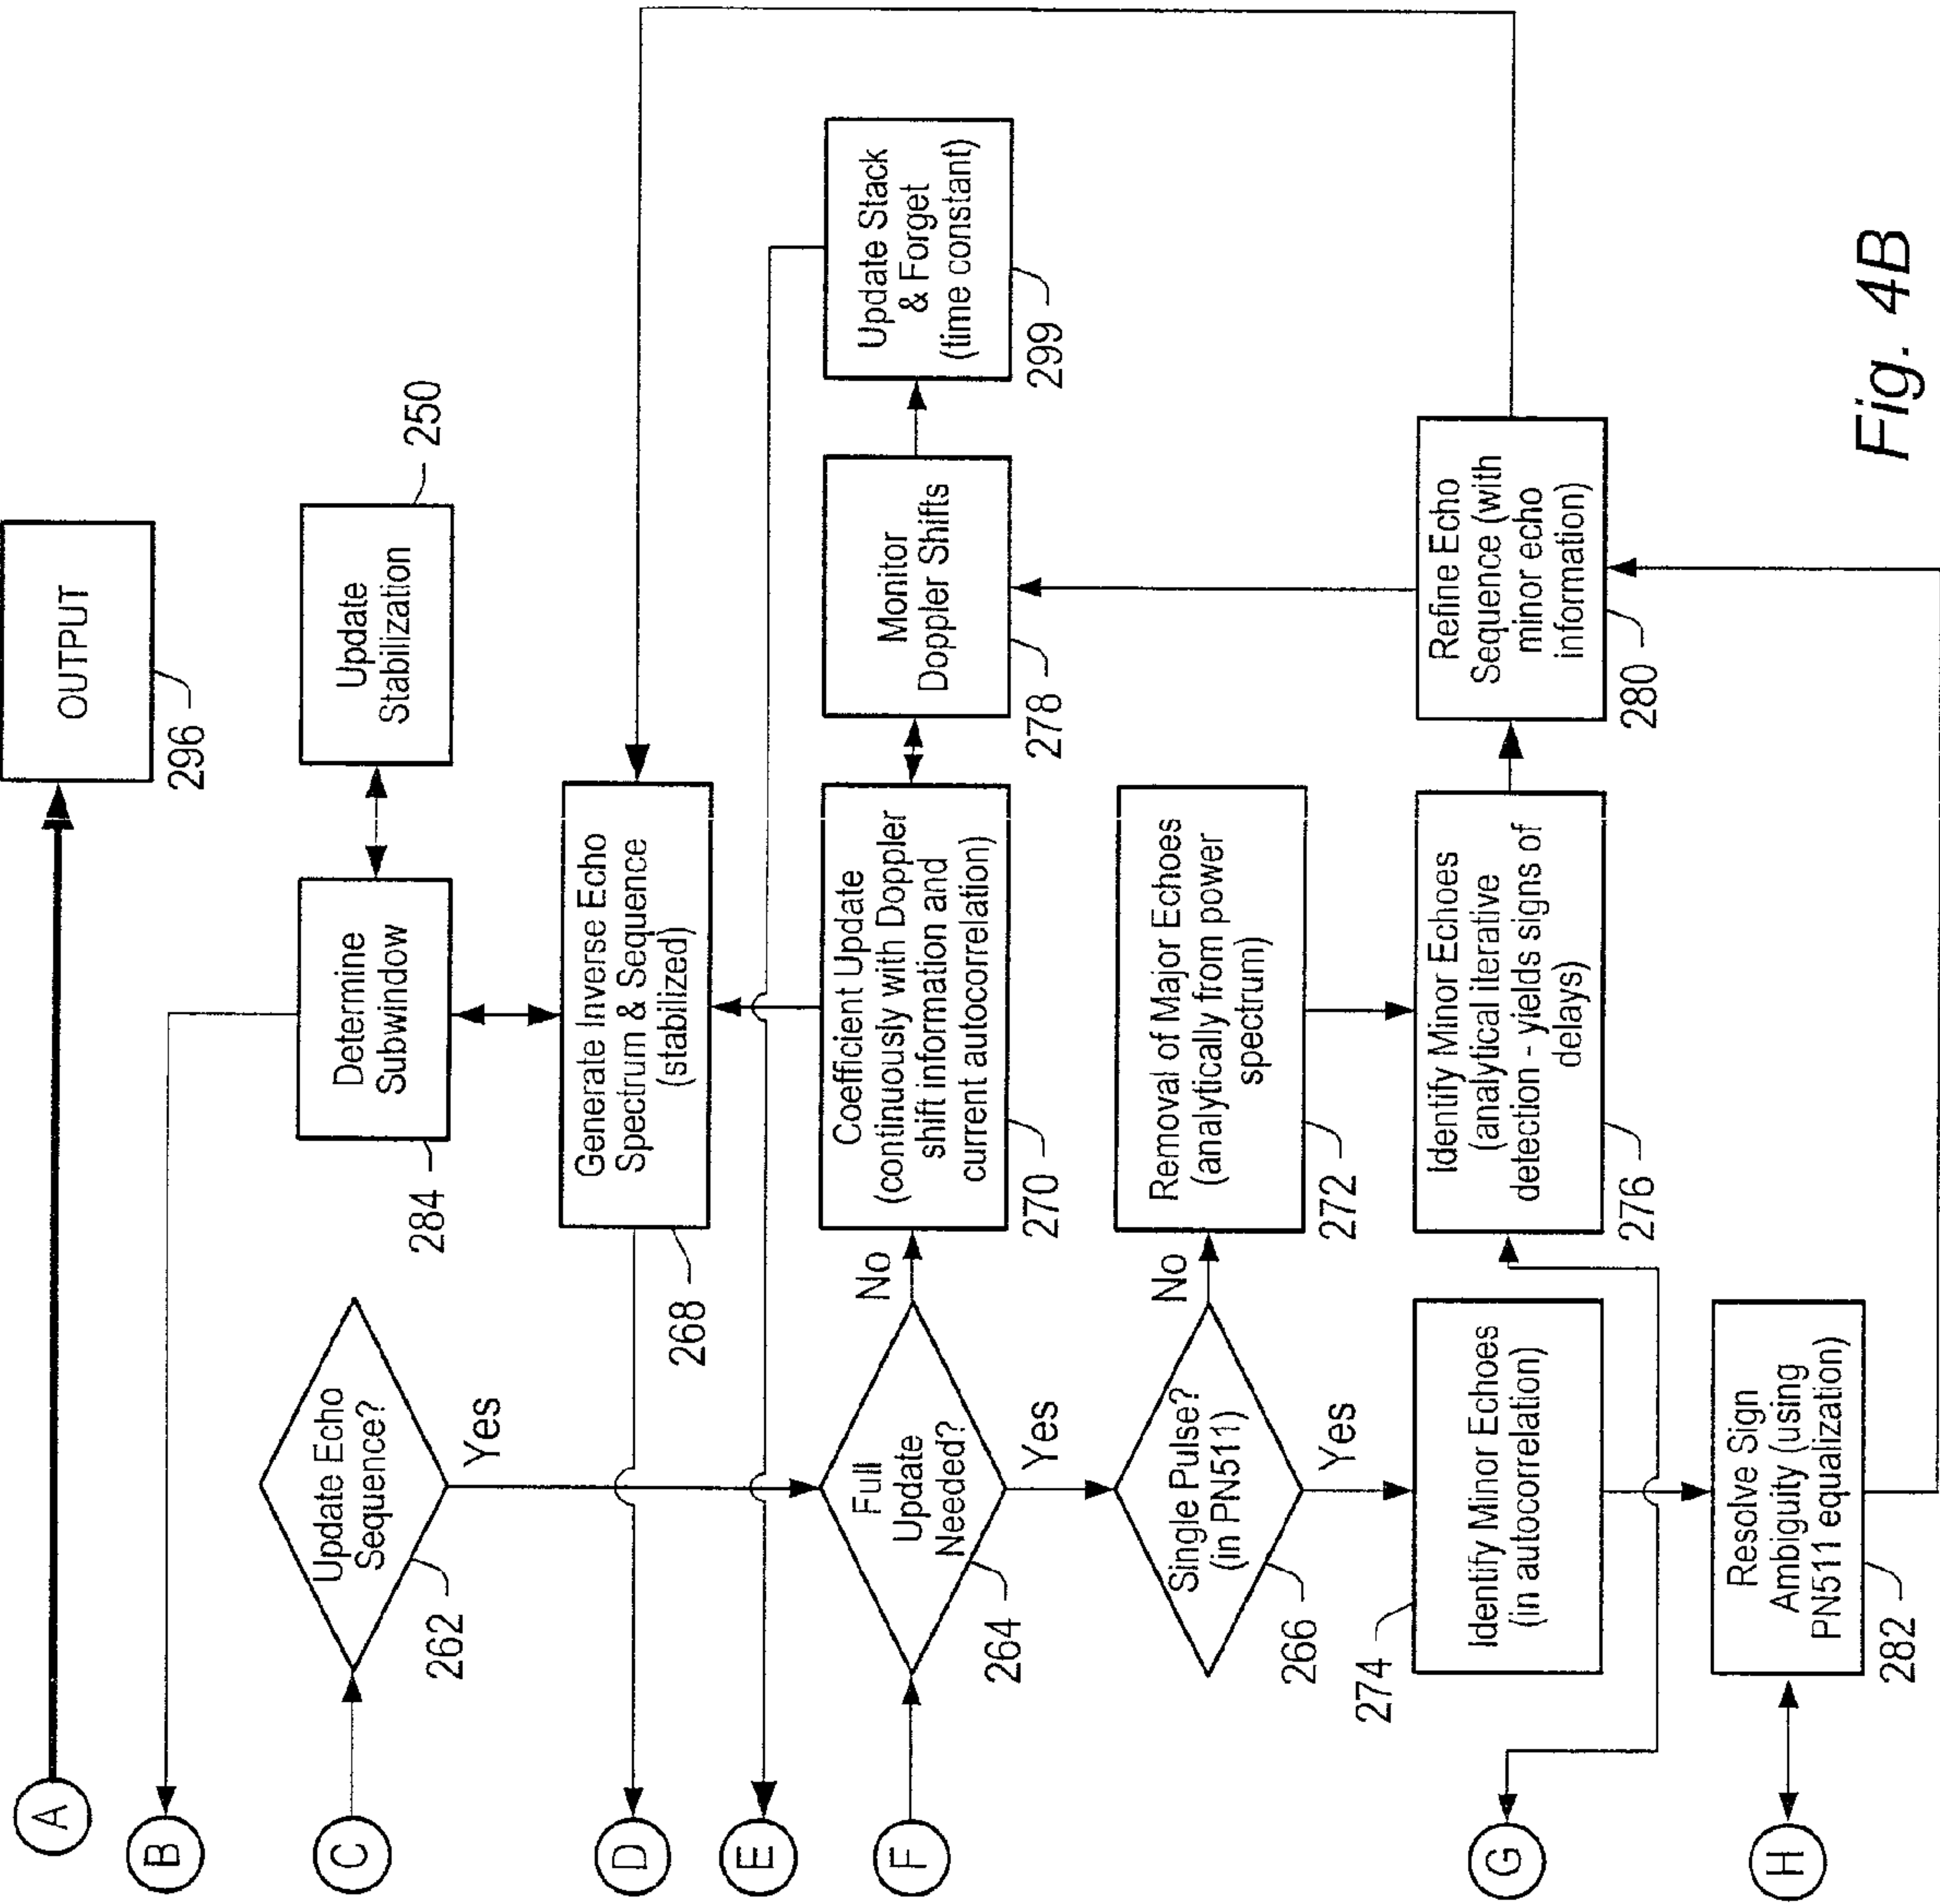 A
OUTPUT
296
B
Determine
Subwindow
284
Update
Stabilization
250
C
Update Echo
Sequence?
262
Yes
D
Generate Inverse Echo
Spectrum & Sequence
(stabilized)
268
E
F
Full
Update
Needed?
264
No
Yes
Coefficient Update
(continuously with Doppler
shift information and
current autocorrelation)
270
Monitor
Doppler Shifts
278
Update Stack
& Forget
(time constant)
299
Single Pulse?
(in PN511)
266
No
Yes
Removal of Major Echoes
(analytically from power
spectrum)
272
G
Identify Minor Echoes
(in autocorrelation)
274
Identify Minor Echoes
(analytical iterative
detection - yields signs of
delays)
276
Refine Echo
Sequence (with
minor echo
information)
280
H
Resolve Sign
Ambiguity (using
PN511 equalization)
282
Fig. 4B